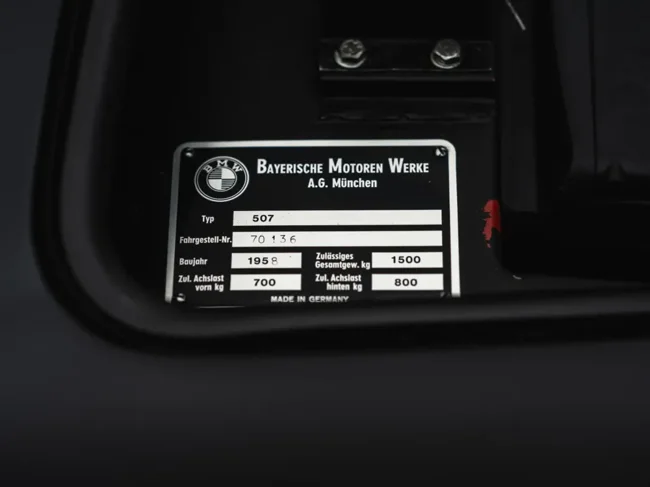 BMW
BAYERISCHE MOTOREN WERKE
A.G. München
Typ 507
Fahrgestell-Nr. 70 136
Baujahr 1958 Zulässiges Gesamtgew. kg 1500
Zul. Achslast vorn kg 700 Zul. Achslast hinten kg 800
MADE IN GERMANY